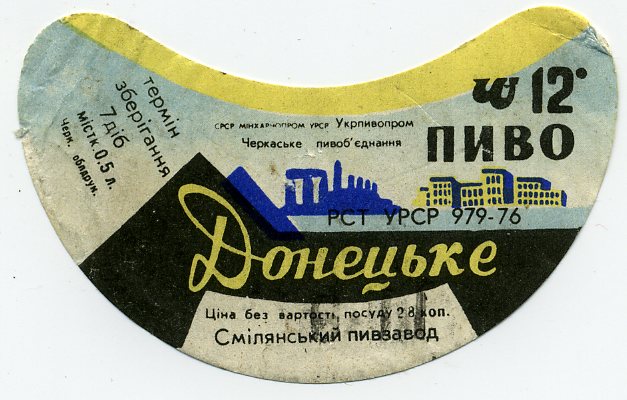 термін
зберігання
7 діб
містк. 0.5 л.
Черк. облдрук.
12°
ПИВО
СРСР МІНХАРЧОПРОМ УРСР Укрпивопром
Черкаське пивоб'єднання
РСТ УРСР 979-76
Донецьке
Ціна без вартості посуду 28 коп.
Смілянський пивзавод